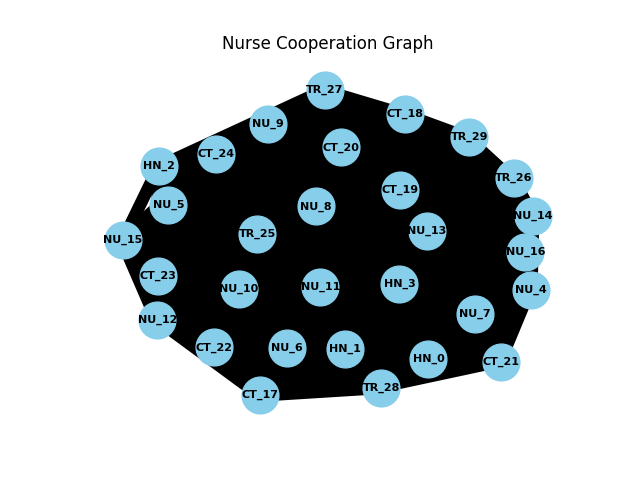 Nurse Cooperation Graph
TR_27
CT_18
NU_9
TR_29
CT_20
CT_24
HN_2
TR_26
CT_19
NU_5
NU_8
NU_14
NU_13
TR_25
NU_15
NU_16
CT_23
HN_3
NU_11
NU_10
NU_4
NU_7
NU_12
CT_22
NU_6
HN_1
HN_0
CT_21
TR_28
CT_17